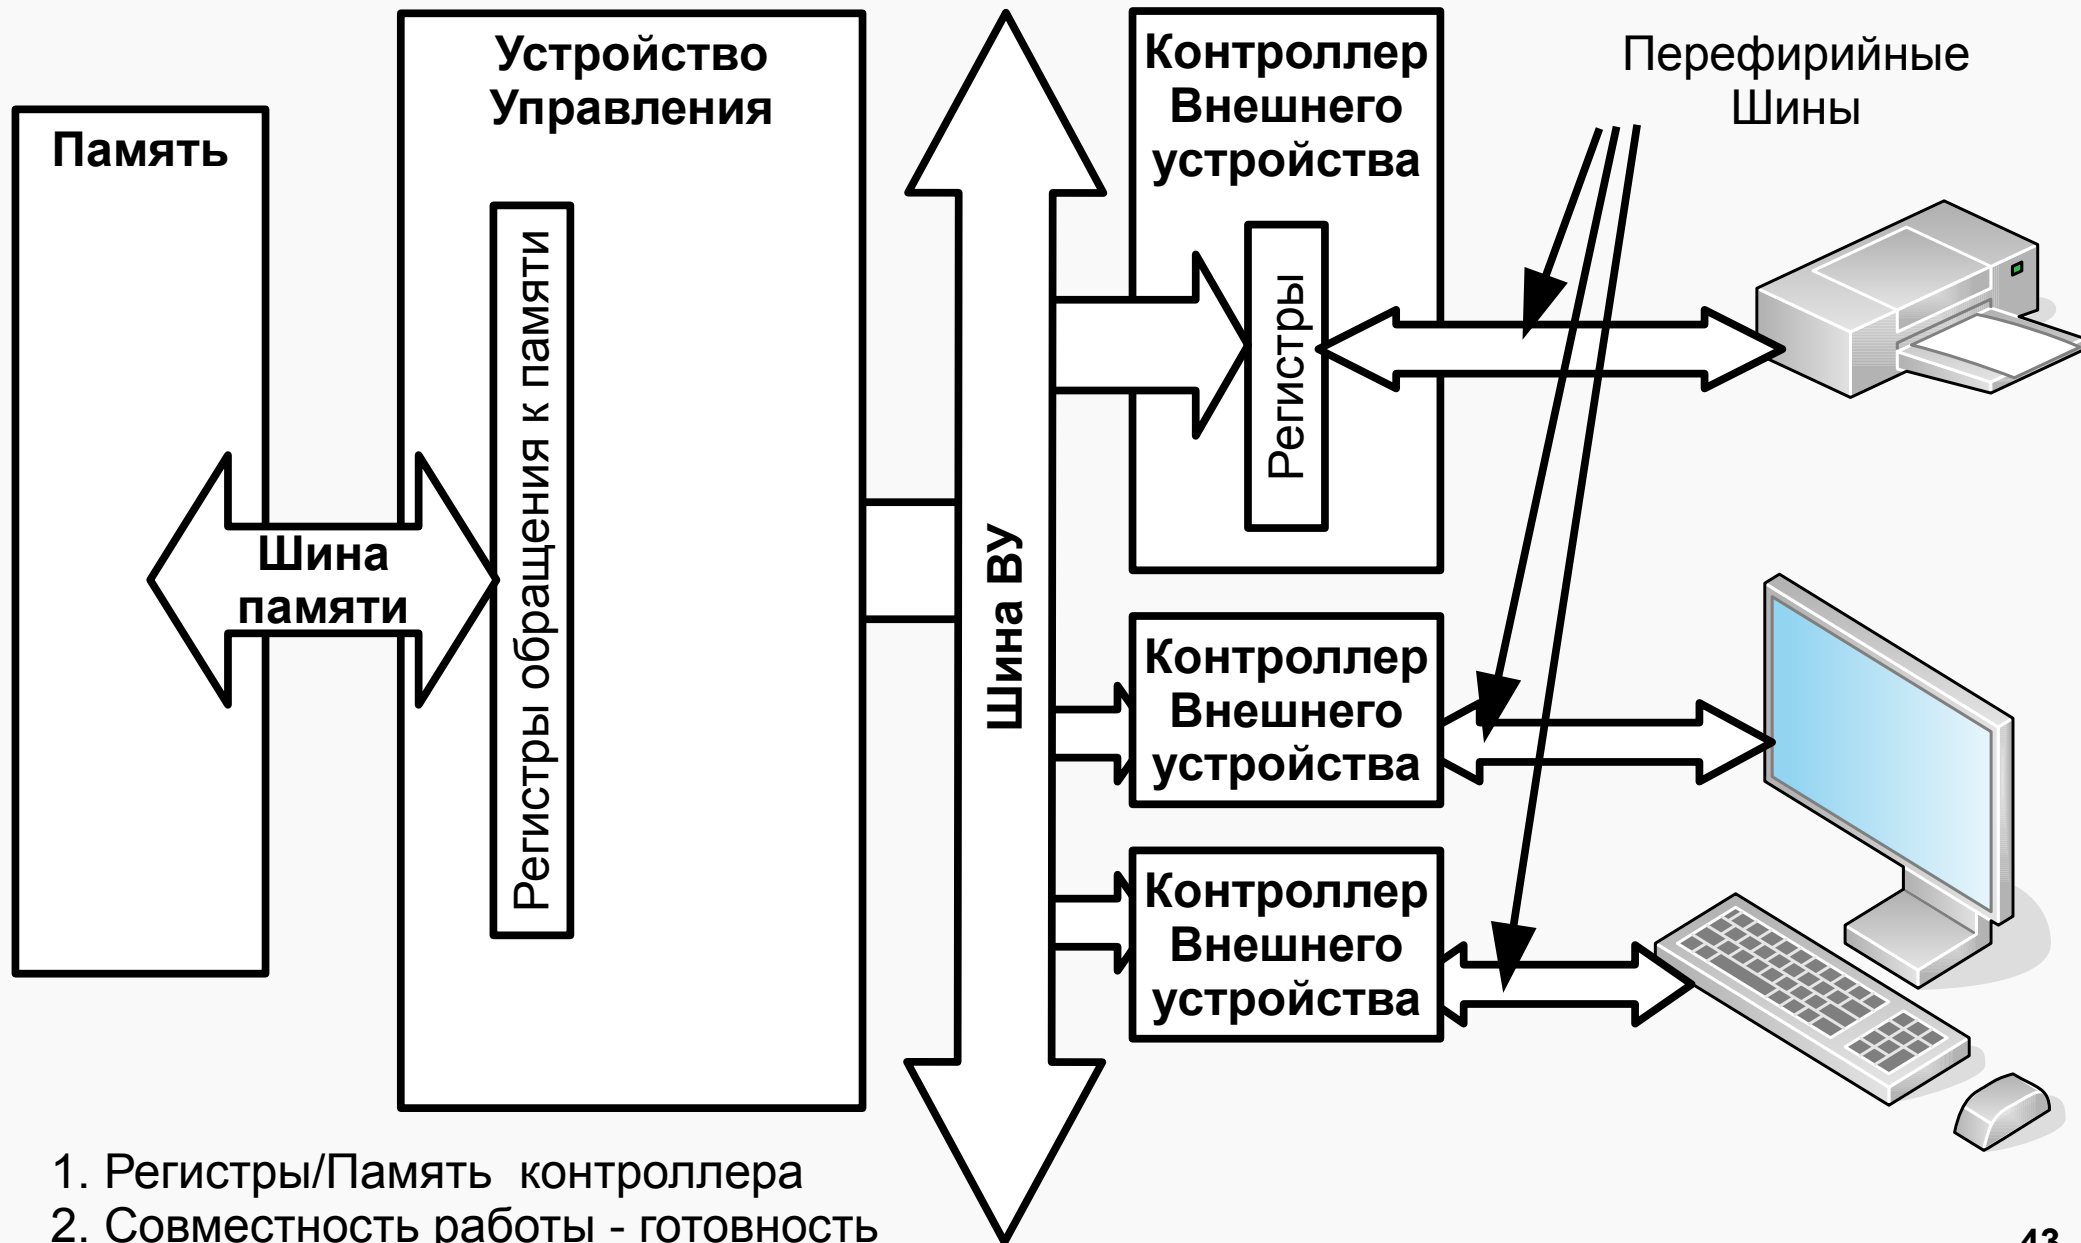 Память
Устройство
Управления
Регистры обращения к памяти
Шина
памяти
Шина ВУ
Контроллер
Внешнего
устройства
Регистры
Контроллер
Внешнего
устройства
Контроллер
Внешнего
устройства
Перефирийные
Шины
1. Регистры/Память контроллера
2. Совместность работы - готовность
43